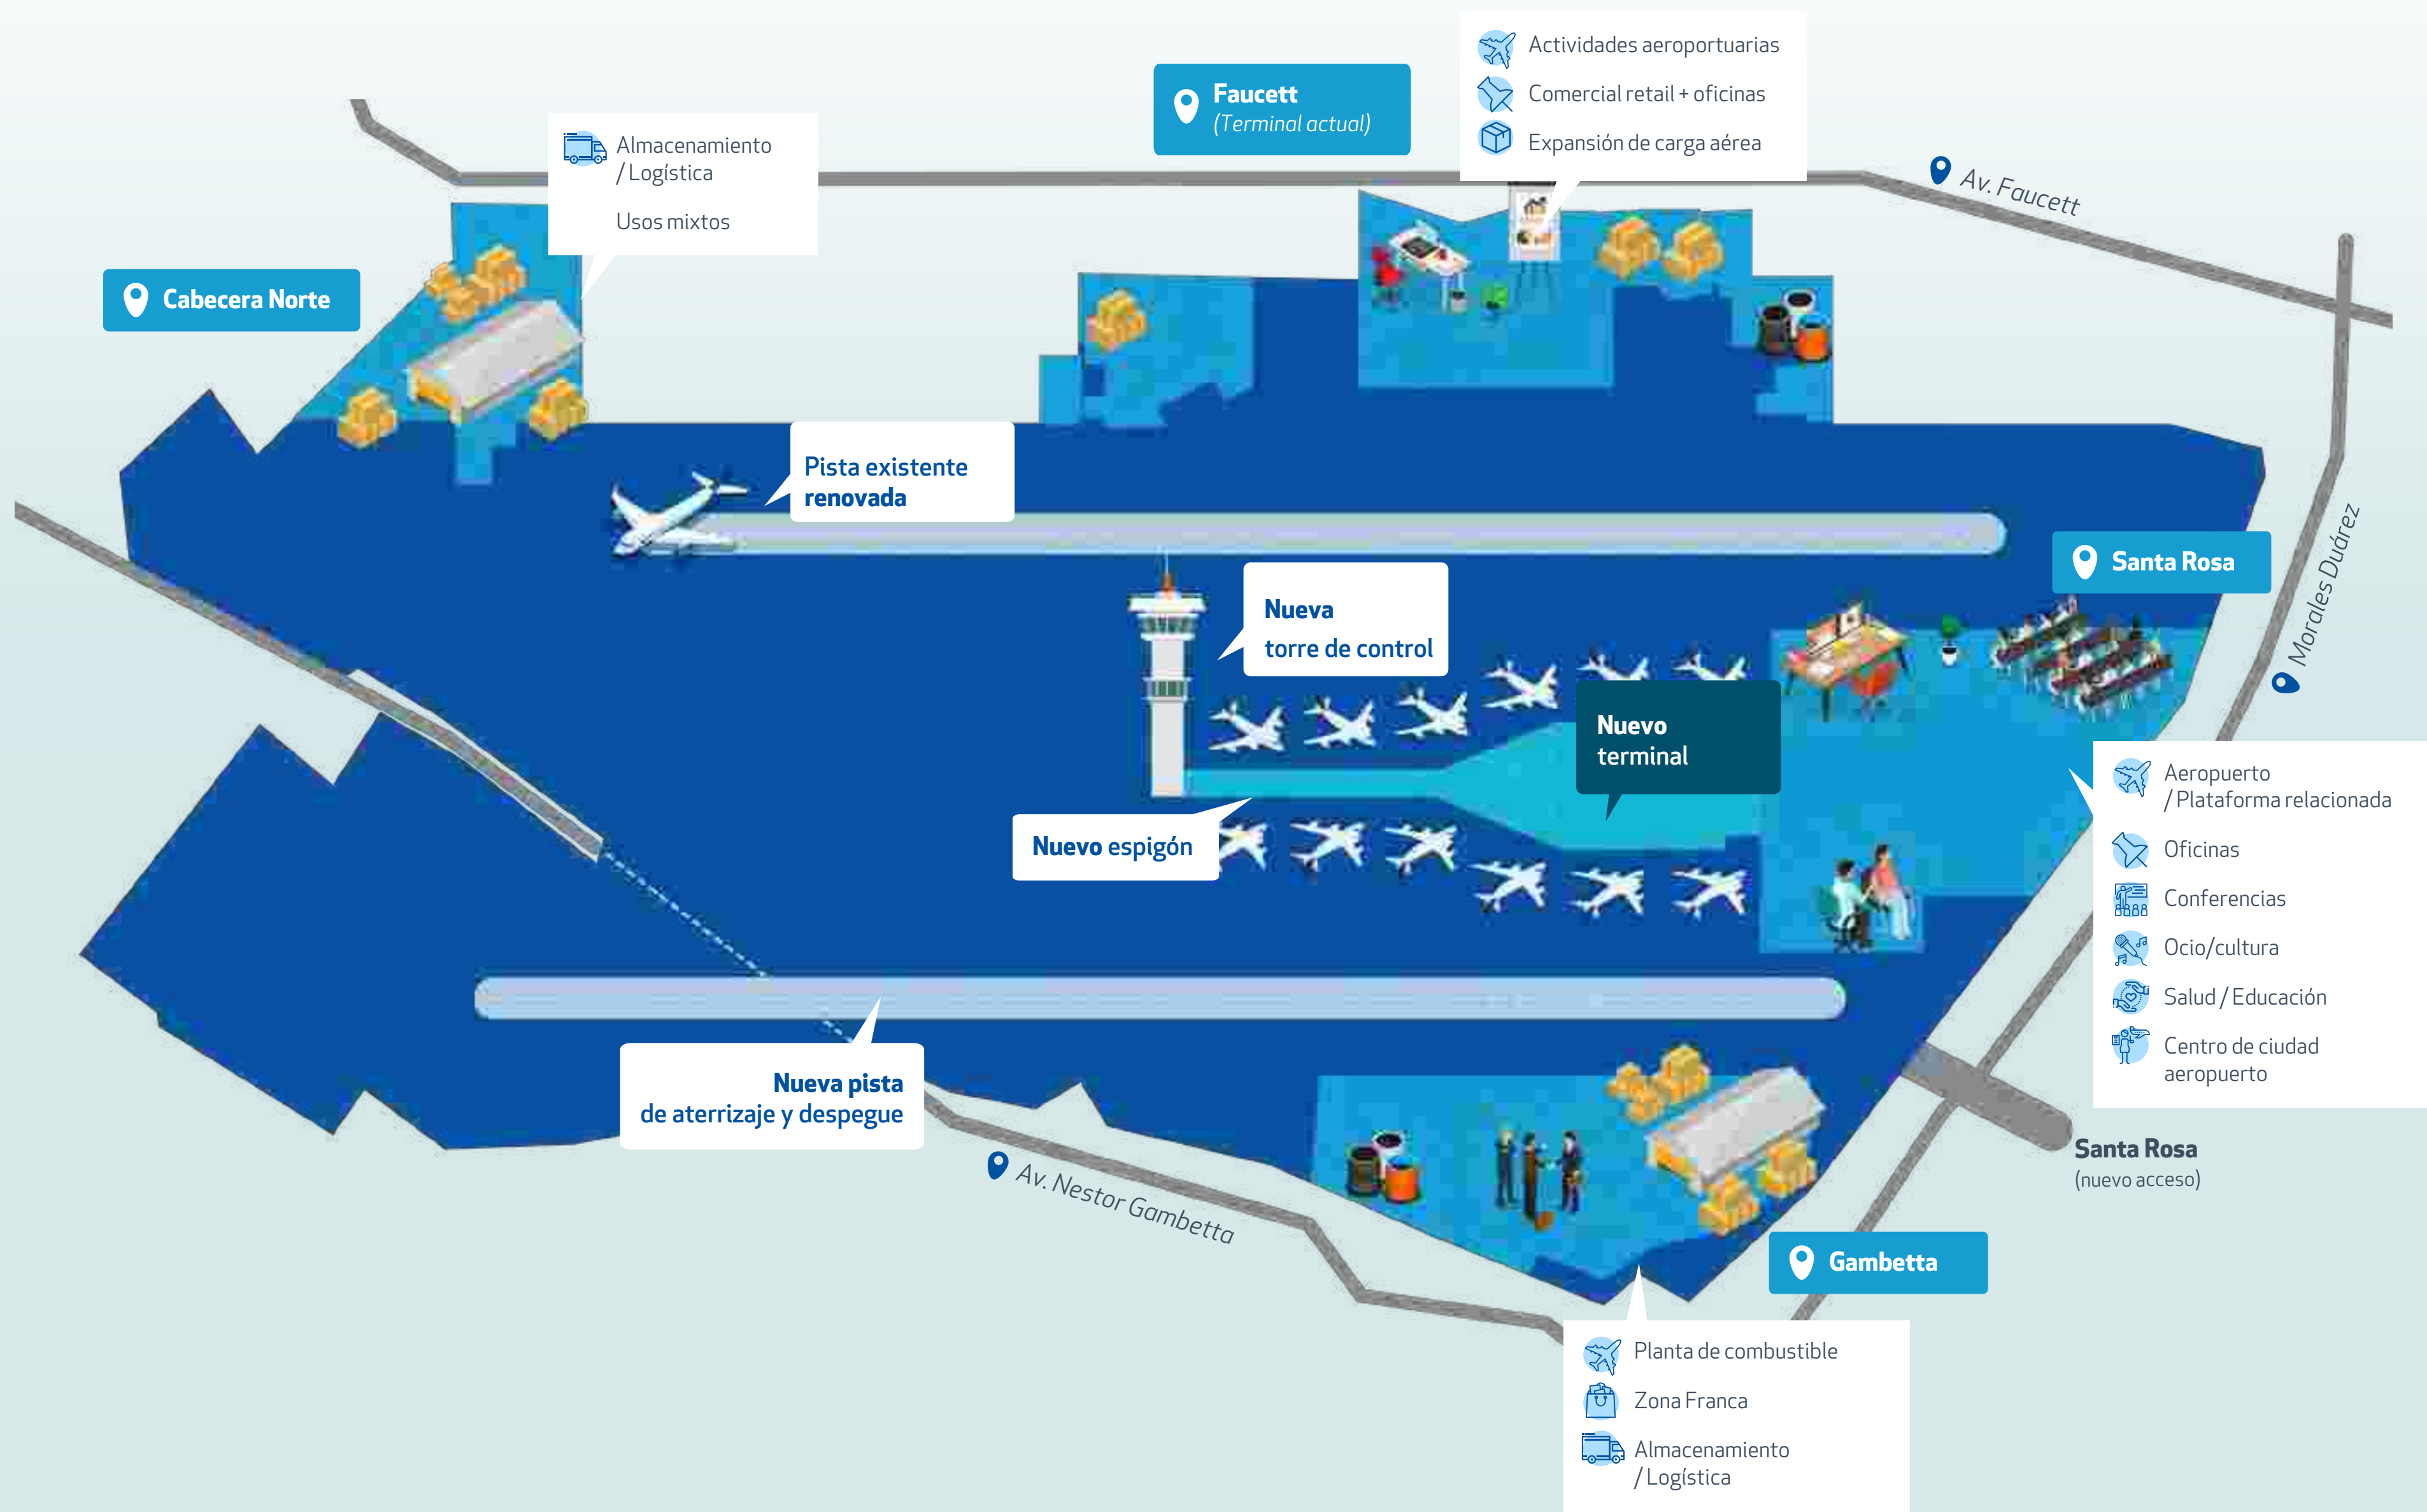 Actividades aeroportuarias
Comercial retail + oficinas
Expansión de carga aérea
Faucett
(Terminal actual)
Almacenamiento
/ Logística
Usos mixtos
Av. Faucett
Cabecera Norte
Pista existente
renovada
Santa Rosa
Morales Duárez
Nueva
torre de control
Nuevo
terminal
Nuevo espigón
Aeropuerto
/ Plataforma relacionada
Oficinas
Conferencias
Ocio/cultura
Salud / Educación
Centro de ciudad
aeropuerto
Nueva pista
de aterrizaje y despegue
Santa Rosa
(nuevo acceso)
Av. Nestor Gambetta
Gambetta
Planta de combustible
Zona Franca
Almacenamiento
/ Logística